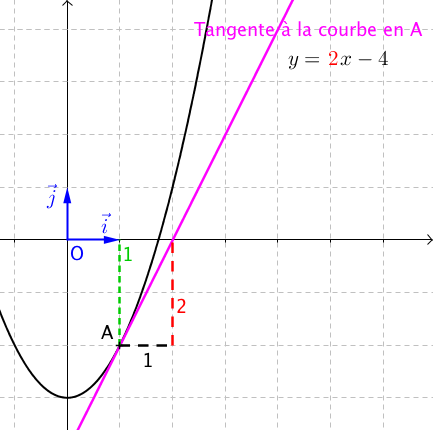 Tangente à la courbe en A
y = 2x − 4
j⃗
i⃗
O
1
2
A
1